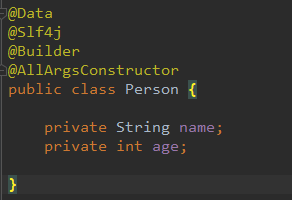 @Data
@Slf4j
@Builder
@AllArgsConstructor
public class Person {
private String name;
private int age;
}